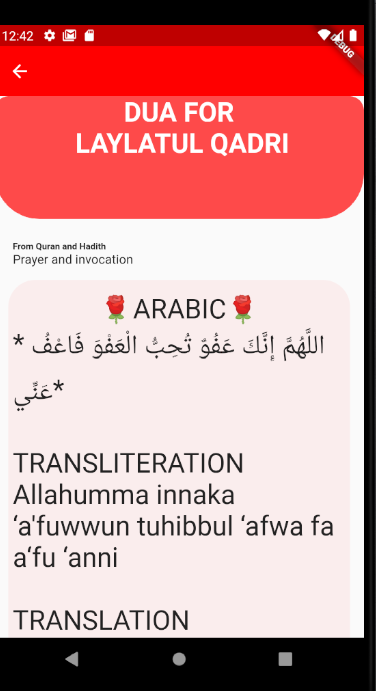 12:42
DEBUG
DUA FOR
LAYLATUL QADRI
From Quran and Hadith
Prayer and invocation
🌹ARABIC🌹
* اللَّهُمَّ إِنَّكَ عَفُوٌّ تُحِبُّ الْعَفْوَ فَاعْفُ
عَنِّي*
TRANSLITERATION
Allahumma innaka
‘a'fuwwun tuhibbul ‘afwa fa
a‘fu ‘anni
TRANSLATION